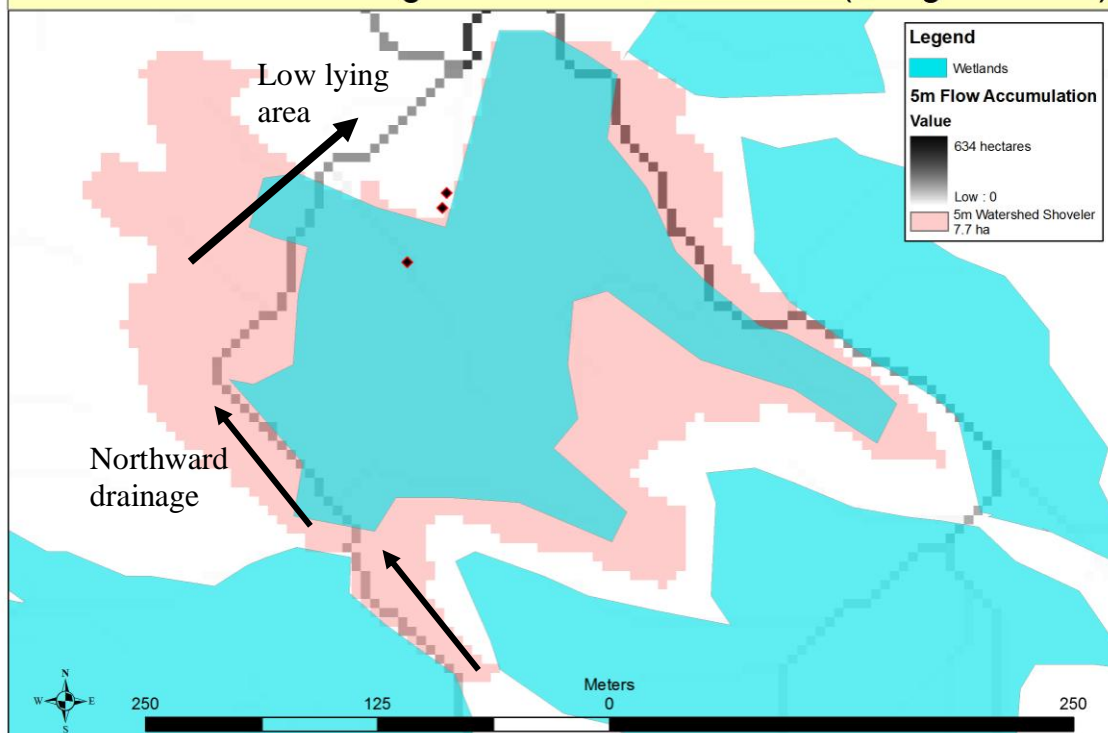 Legend
Wetlands
5m Flow Accumulation
Value
634 hectares
Low : 0
5m Watershed Shoveler
7.7 ha
Low lying
area
Northward
drainage
N
W
E
S
Meters
250
125
0
250